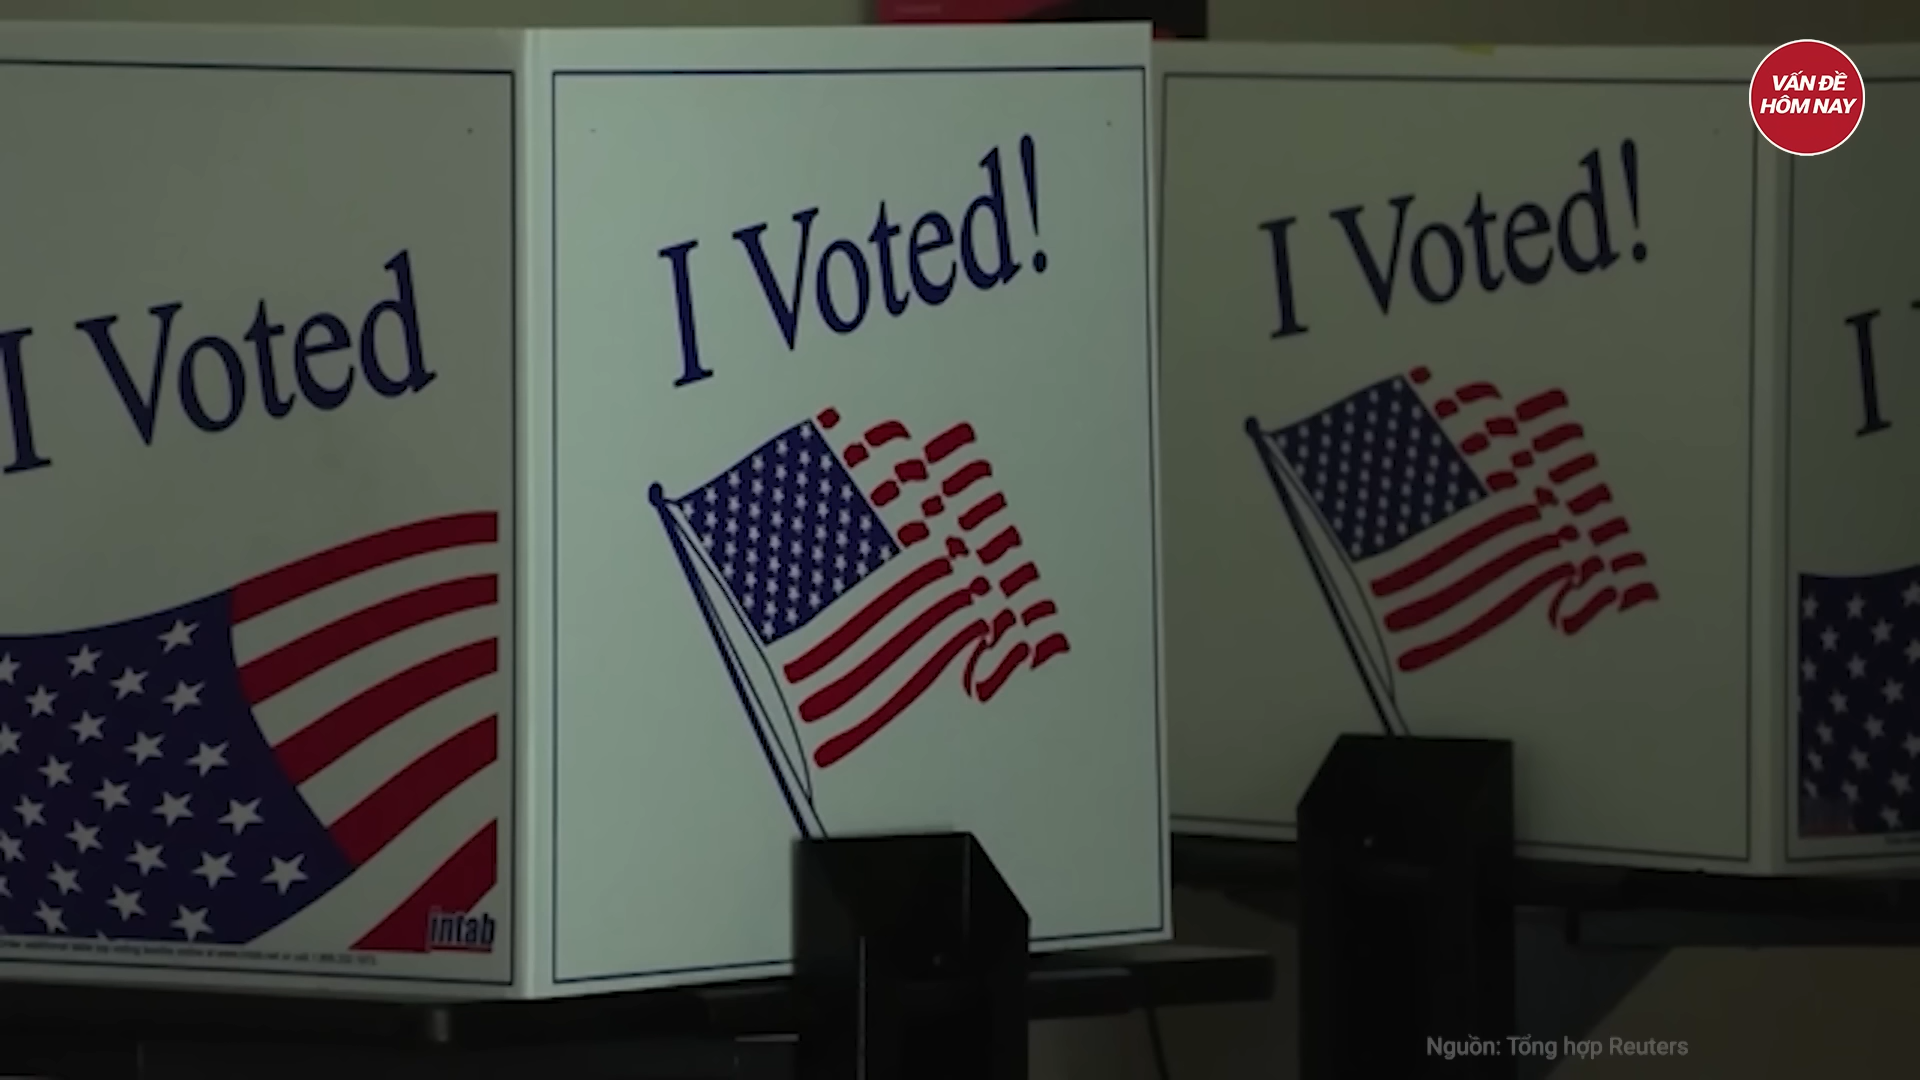 VẤN ĐỀ
HÔM NAY
I Voted
I Voted!
I Voted!
I
intab
Nguồn: Tổng hợp Reuters